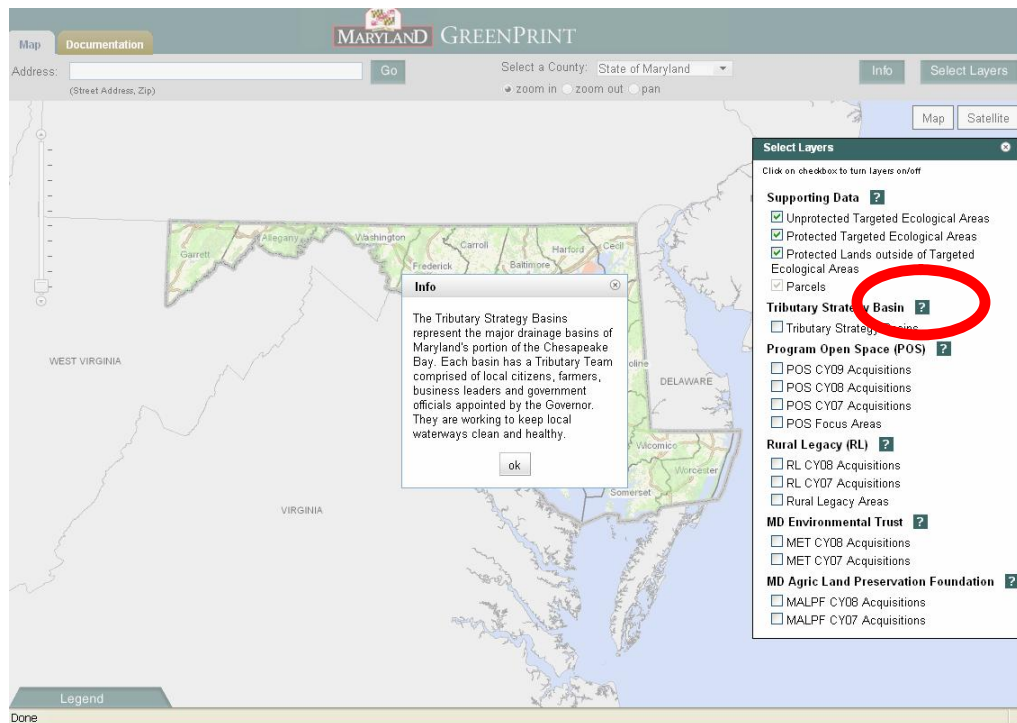 Map
Documentation
MARYLAND GREENPRINT
Address:
Go
Select a County: State of Maryland
Info
Select Layers
(Street Address, Zip)
zoom in zoom out pan
Map
Satellite
Select Layers
Click on checkbox to turn layers on/off
Supporting Data ?
Unprotected Targeted Ecological Areas
Protected Targeted Ecological Areas
Protected Lands outside of Targeted
Ecological Areas
Parcels
Tributary Strategy Basin ?
Tributary Strategy Basins
Program Open Space (POS) ?
POS CY09 Acquisitions
POS CY08 Acquisitions
POS CY07 Acquisitions
POS Focus Areas
Rural Legacy (RL) ?
RL CY08 Acquisitions
RL CY07 Acquisitions
Rural Legacy Areas
MD Environmental Trust ?
MET CY08 Acquisitions
MET CY07 Acquisitions
MD Agric Land Preservation Foundation ?
MALPF CY08 Acquisitions
MALPF CY07 Acquisitions
Garrett
Allegany
Washington
Frederick
Carroll
Baltimore
Harford
Cecil
Info
The Tributary Strategy Basins
represent the major drainage basins of
Maryland's portion of the Chesapeake
Bay. Each basin has a Tributary Team
comprised of local citizens, farmers,
business leaders and government
officials appointed by the Governor.
They are working to keep local
waterways clean and healthy.
ok
WEST VIRGINIA
oline
DELAWARE
Wicomico
Worcester
Somerset
VIRGINIA
Legend
Done